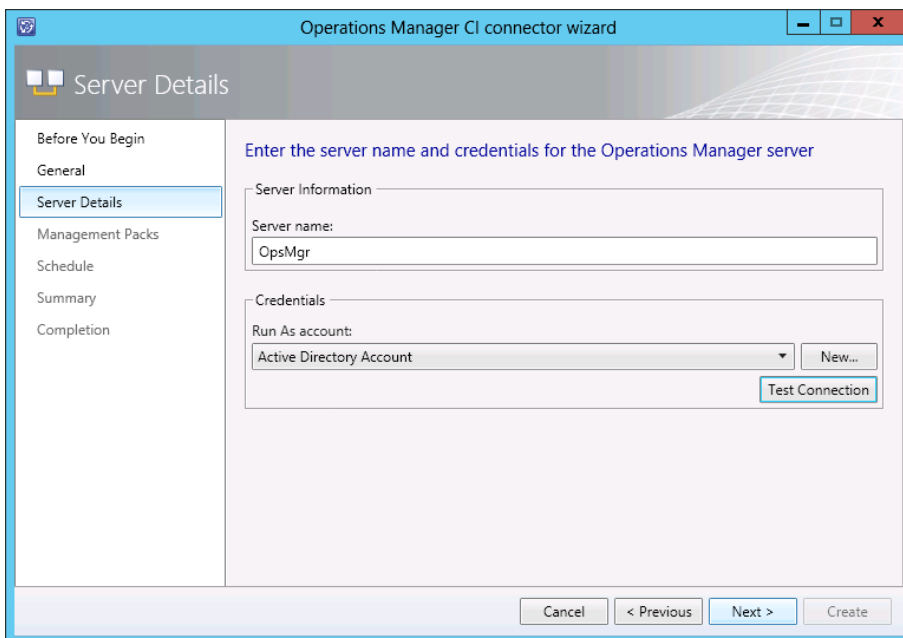 Operations Manager CI connector wizard
Server Details
Before You Begin
General
Server Details
Management Packs
Schedule
Summary
Completion
Enter the server name and credentials for the Operations Manager server
Server Information
Server name:
OpsMgr
Credentials
Run As account:
Active Directory Account
New...
Test Connection
Cancel
< Previous
Next >
Create